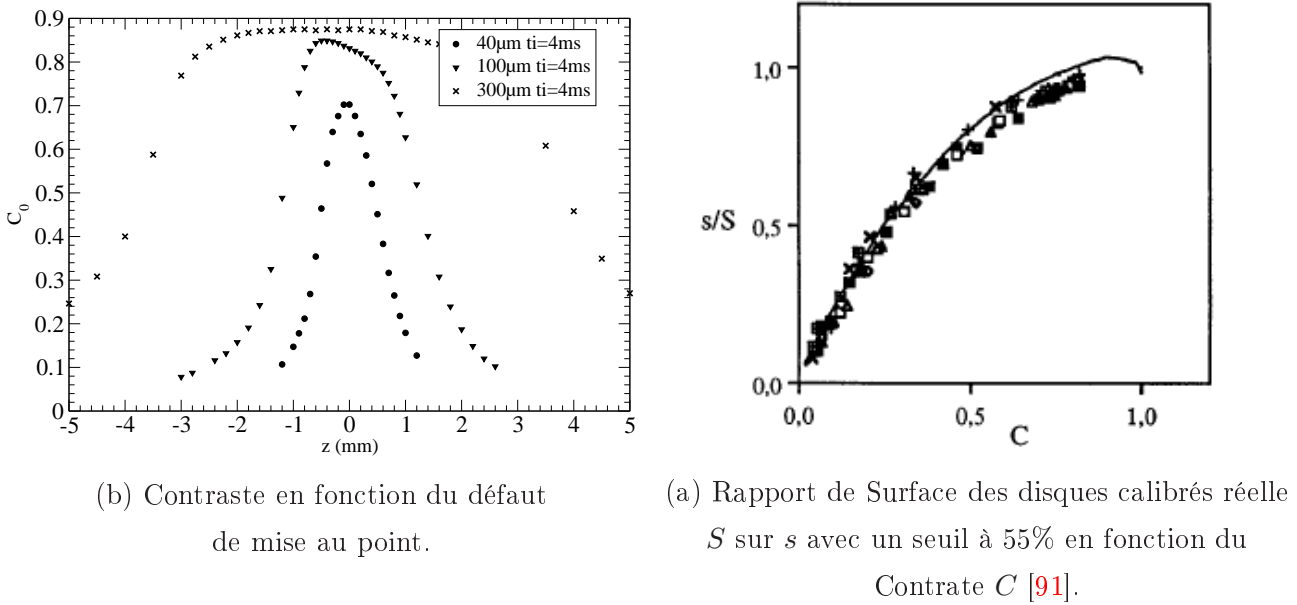 0.9
0.8
0.7
0.6
0.5
0.4
0.3
0.2
0.1
0
C0
-5 -4 -3 -2 -1 0 1 2 3 4 5
z (mm)
40µm ti=4ms
100µm ti=4ms
300µm ti=4ms
(b) Contraste en fonction du défaut
de mise au point.
1,0
s/S
0,5
0,0
0,0 0,5 1,0
C
(a) Rapport de Surface des disques calibrés réelle
S sur s avec un seuil à 55% en fonction du
Contrate C [91].